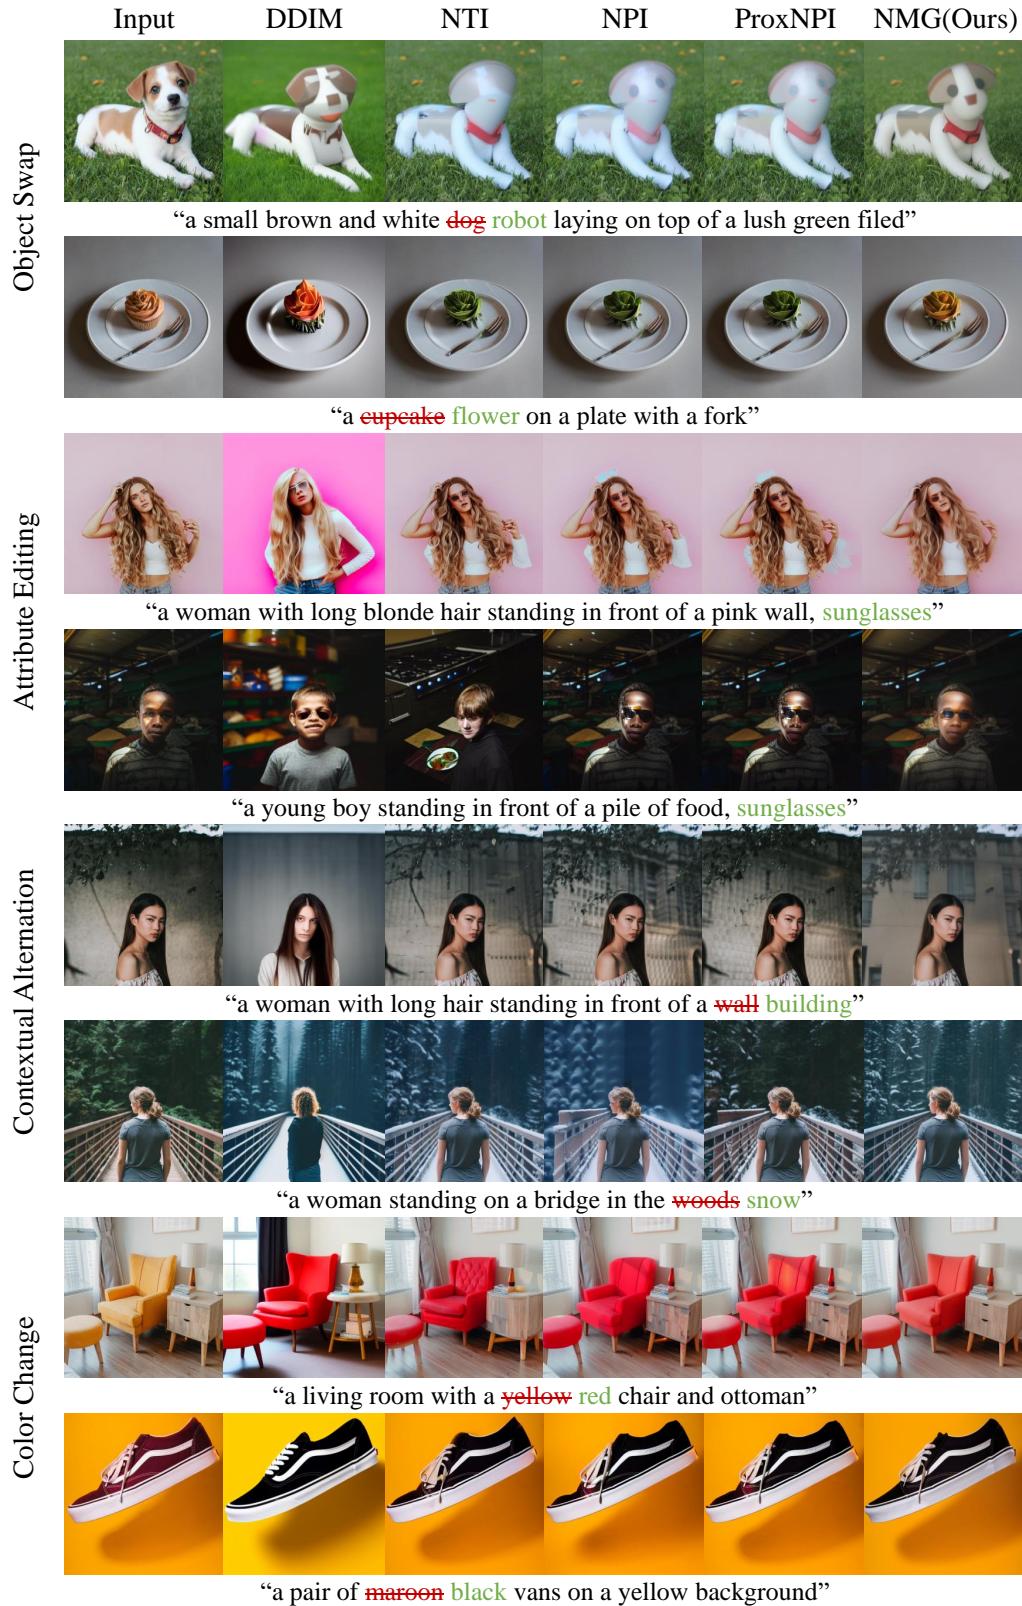 Input DDIM NTI NPI ProxNPI NMG(Ours)
Object Swap
“a small brown and white dog robot laying on top of a lush green filed”
“a cupcake flower on a plate with a fork”
Attribute Editing
“a woman with long blonde hair standing in front of a pink wall, sunglasses”
“a young boy standing in front of a pile of food, sunglasses”
Contextual Alternation
“a woman with long hair standing in front of a wall building”
“a woman standing on a bridge in the woods snow”
Color Change
“a living room with a yellow red chair and ottoman”
“a pair of maroon black vans on a yellow background”